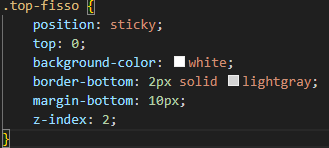 .top-fisso {
position: sticky;
top: 0;
background-color: white;
border-bottom: 2px solid lightgray;
margin-bottom: 10px;
z-index: 2;
}